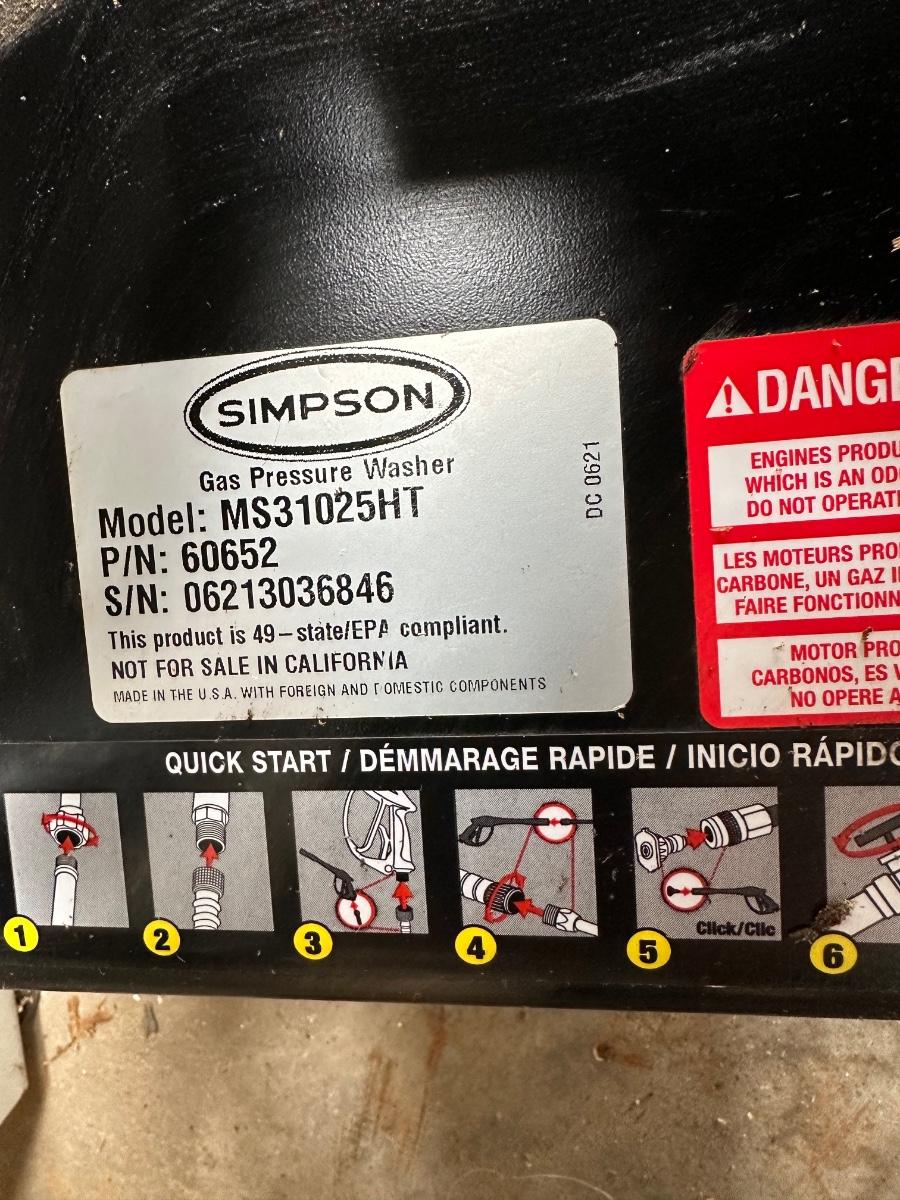 SIMPSON
Gas Pressure Washer
Model: MS31025HT
P/N: 60652
S/N: 06213036846
This product is 49-state/EPA compliant.
NOT FOR SALE IN CALIFORNIA
MADE IN THE U.S.A. WITH FOREIGN AND DOMESTIC COMPONENTS
DC 0621
DANGE
ENGINES PRODU
WHICH IS AN ODO
DO NOT OPERATE
LES MOTEURS PRO
CARBONE, UN GAZ I
FAIRE FONCTIONN
MOTOR PRO
CARBONOS, ES V
NO OPERE A
QUICK START / DÉMMARAGE RAPIDE / INICIO RÁPIDO
Click/Clic
1 2 3 4 5 6